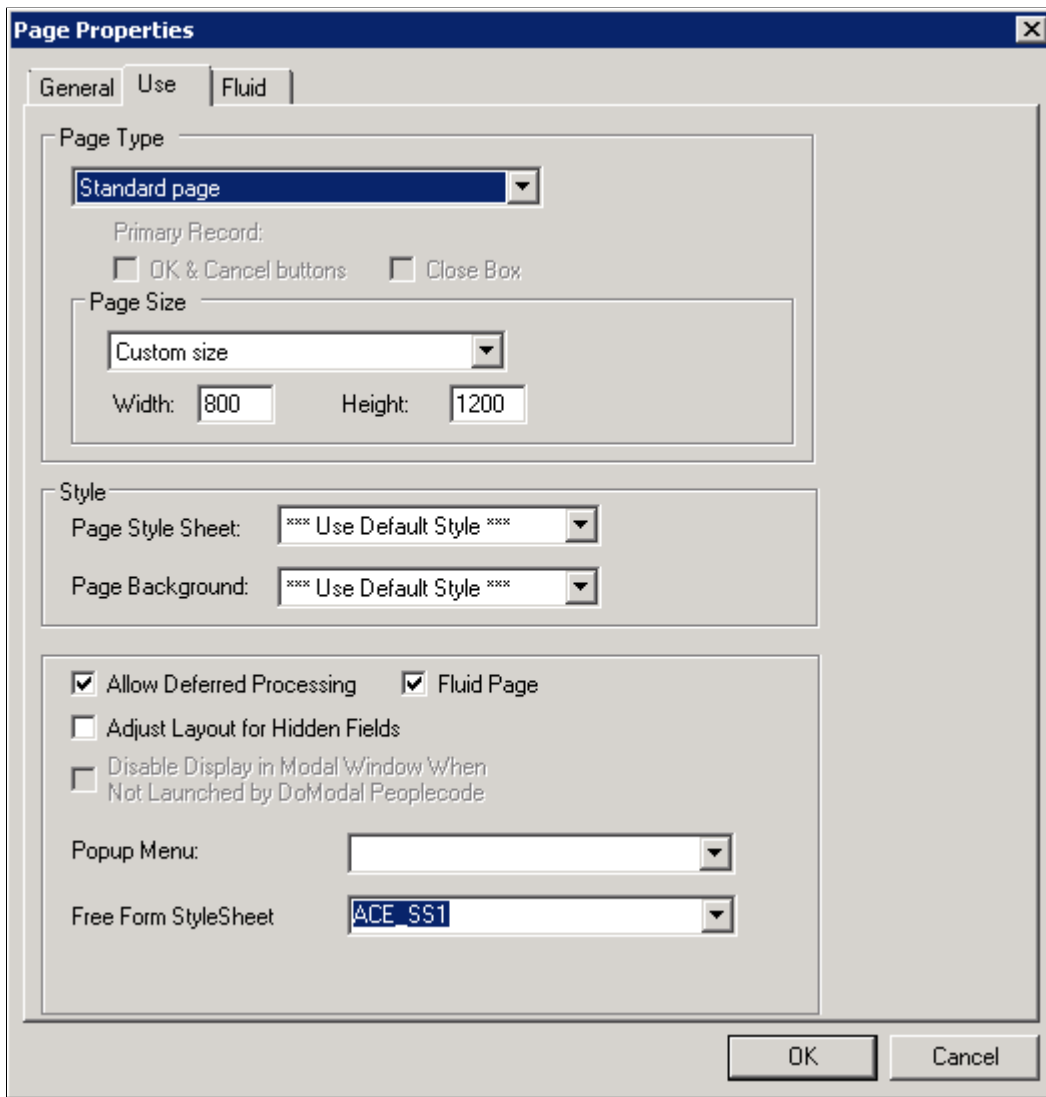 Page Properties
General Use Fluid
Page Type
Standard page
Primary Record:
OK & Cancel buttons Close Box
Page Size
Custom size
Width: 800 Height: 1200
Style
Page Style Sheet: *** Use Default Style ***
Page Background: *** Use Default Style ***
Allow Deferred Processing Fluid Page
Adjust Layout for Hidden Fields
Disable Display in Modal Window When
Not Launched by DoModal Peoplecode
Popup Menu:
Free Form StyleSheet ACE_SS1
OK Cancel